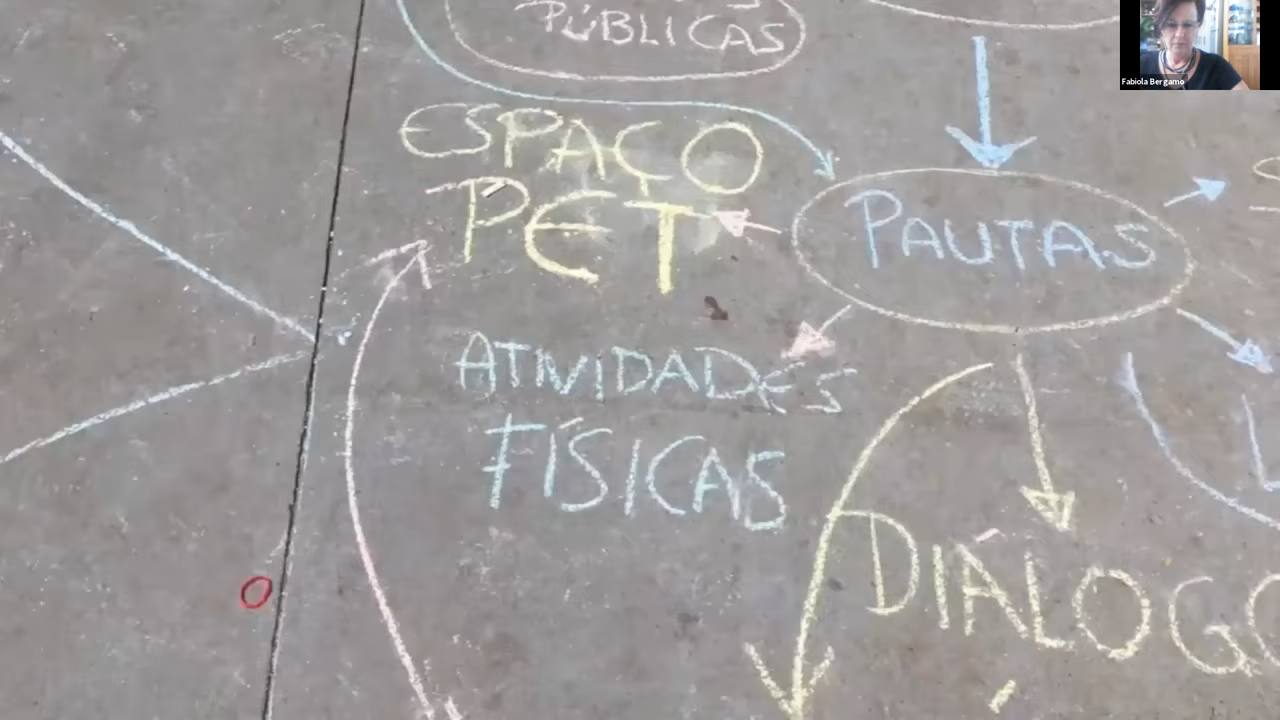 PÚBLICAS
ESPAÇO
PET
PAUTAS
ATIVIDADES
FÍSICAS
DIÁLOGO
Fabiola Bergamo